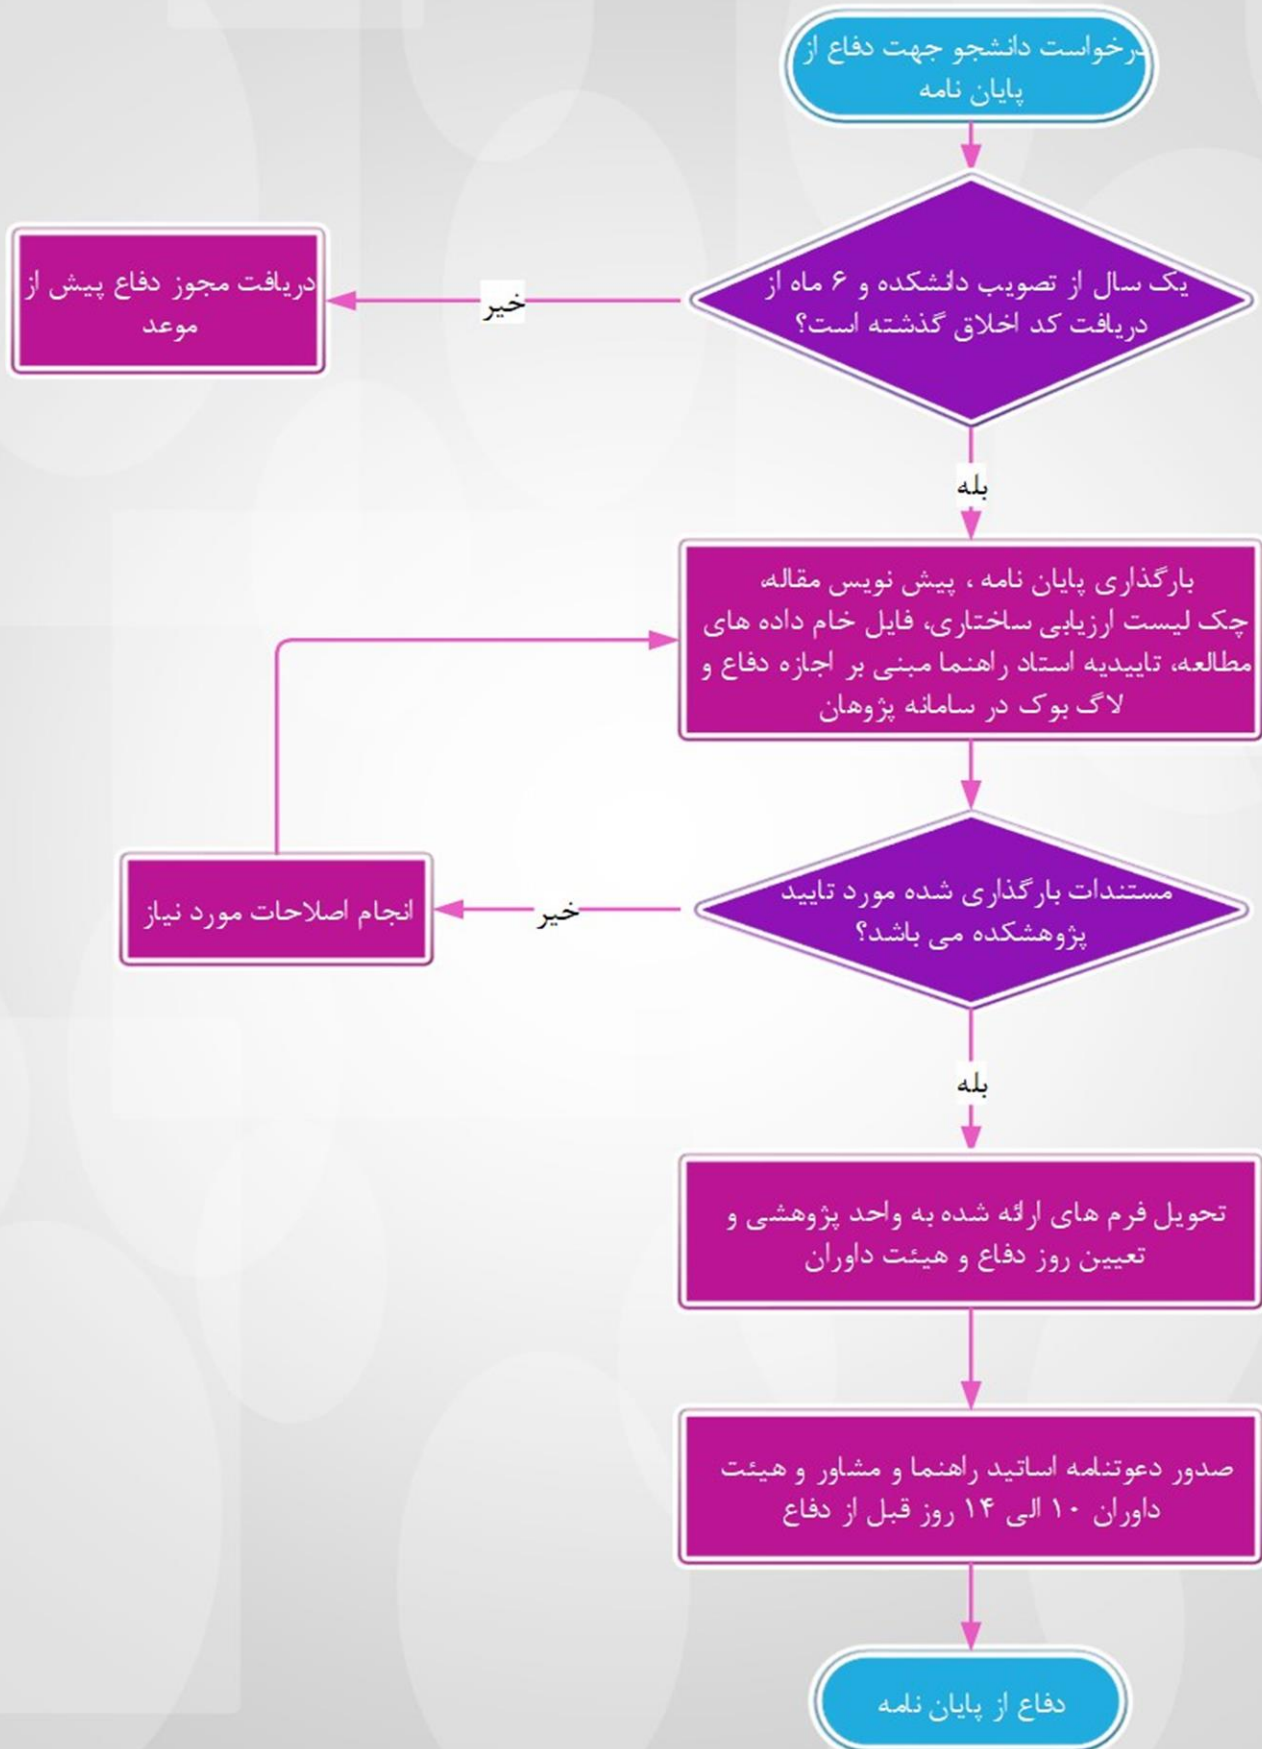 درخواست دانشجو جهت دفاع از
پایان نامه
یک سال از تصویب دانشکده و ۶ ماه از
دریافت کد اخلاق گذشته است؟
خیر
دریافت مجوز دفاع پیش از
موعد
بله
بارگذاری پایان نامه ، پیش نویس مقاله،
چک لیست ارزیابی ساختاری، فایل خام داده های
مطالعه، تاییدیه استاد راهنما مبنی بر اجازه دفاع و
لاگ بوک در سامانه پژوهان
مستندات بارگذاری شده مورد تایید
پژوهشکده می باشد؟
خیر
انجام اصلاحات مورد نیاز
بله
تحویل فرم های ارائه شده به واحد پژوهشی و
تعیین روز دفاع و هیئت داوران
صدور دعوتنامه اساتید راهنما و مشاور و هیئت
داوران ۱۰ الی ۱۴ روز قبل از دفاع
دفاع از پایان نامه